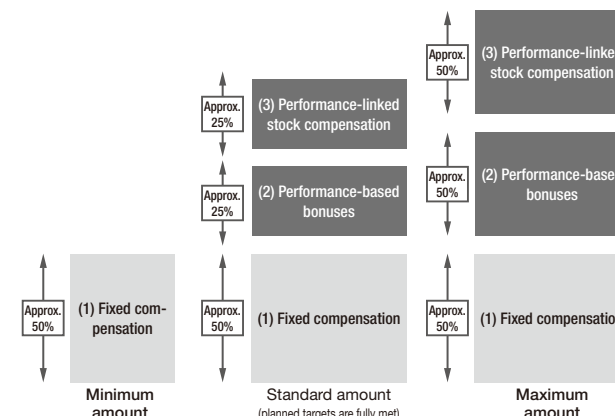 Approx.
50%
(3) Performance-linke
stock compensation
Approx.
25%
(3) Performance-linked
stock compensation
Approx.
25%
(2) Performance-based
bonuses
Approx.
50%
(2) Performance-base
bonuses
Approx.
50%
(1) Fixed com-
pensation
Approx.
50%
(1) Fixed compensation
Approx.
50%
(1) Fixed compensatio
Minimum
amount
Standard amount
(planned targets are fully met)
Maximum
amount